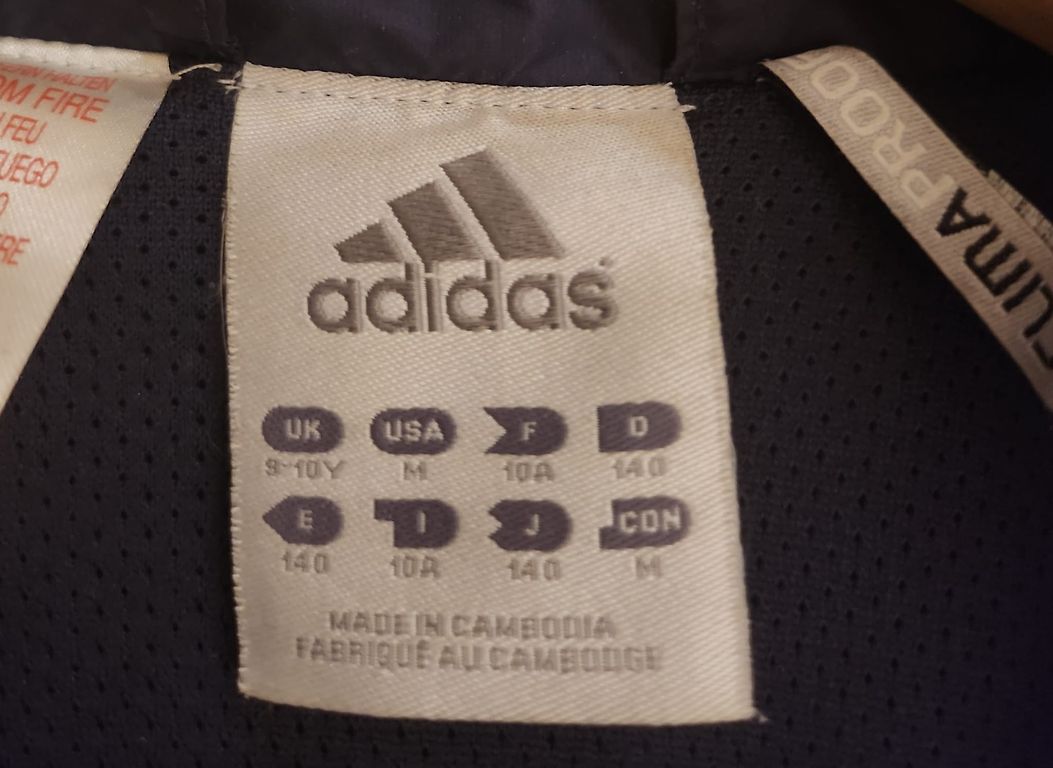 OM FIRE
FEU
FUEGO
adidas
UK USA F D
9-10Y M 10A 140
E I J CDN
140 10A 140 M
MADE IN CAMBODIA
FABRIQUÉ AU CAMBODGE
CLIMAPROOF